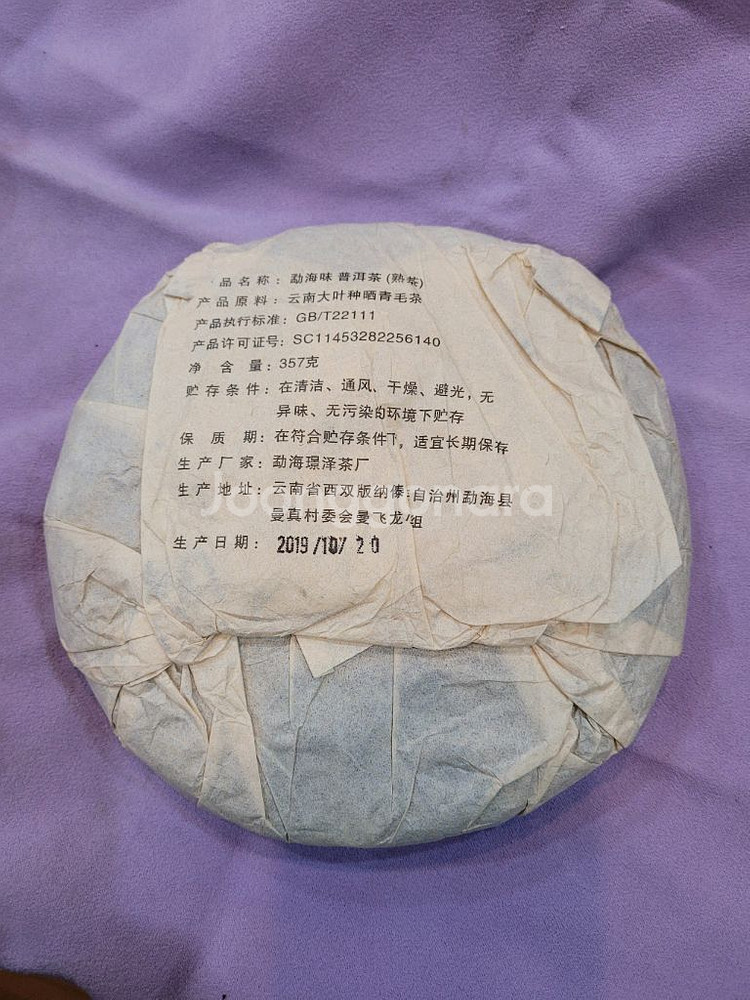 品名称：勐海味 普洱茶 (熟茶)
产品原料：云南大叶种晒青毛茶
产品执行标准：GB/T22111
产品许可证号：SC11453282256140
净 含 量：357克
贮存条件：在清洁、通风、干燥、避光，无
异味、无污染的环境下贮存
保 质 期：在符合贮存条件下，适宜长期保存
生产厂家：勐海璟泽茶厂
生产地址：云南省西双版纳傣 自治州勐海县
曼真村委会曼飞龙 组
生产日期：2019/10/ 20
Joonggonara